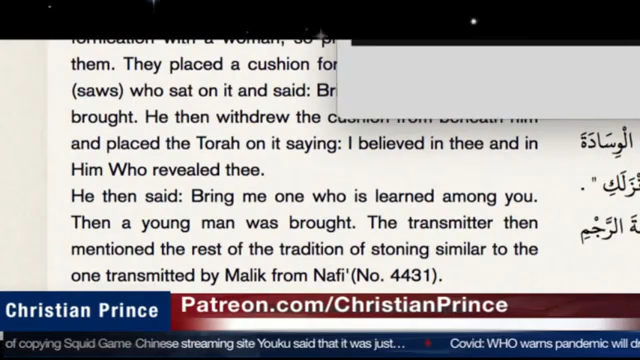 fornication with a woman, so
them. They placed a cushion for
(saws) who sat on it and said:
brought. He then withdrew the cushion from beneath him
and placed the Torah on it saying: I believed in thee and in
Him Who revealed thee.
He then said: Bring me one who is learned among you.
Then a young man was brought. The transmitter then
mentioned the rest of the tradition of stoning similar to the
one transmitted by Malik from Nafi'(No. 4431).
الْوِسَادَةَ
Christian Prince
Patreon.com/ChristianPrince
of copying Squid Game Chinese streaming site Youku said that it was just...
Covid: WHO warns pandemic will